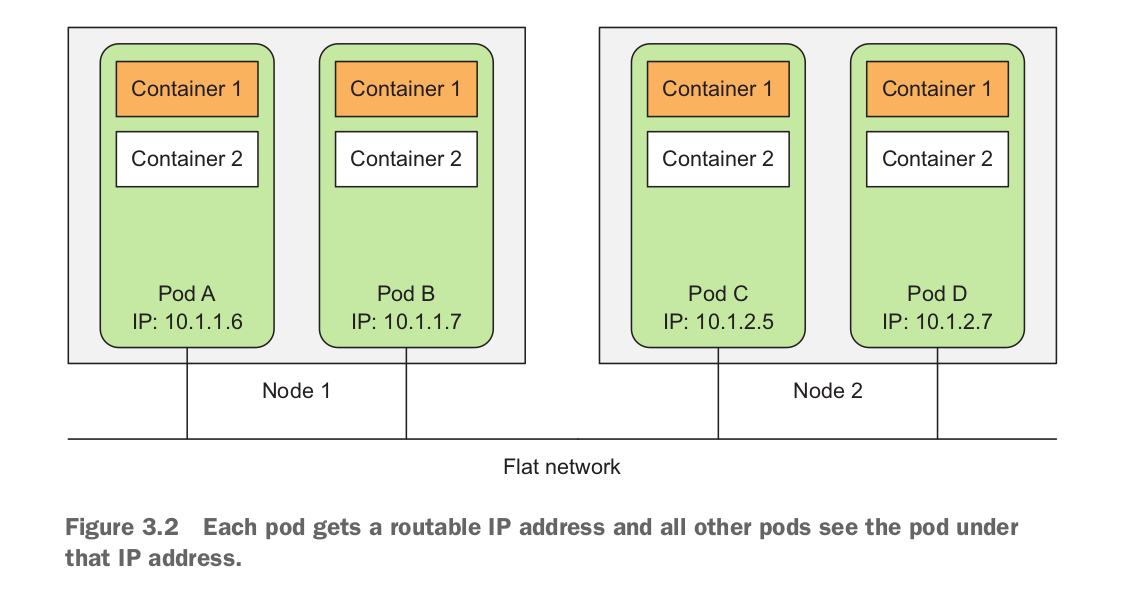 Container 1
Container 2
Pod A
IP: 10.1.1.6
Container 1
Container 2
Pod B
IP: 10.1.1.7
Node 1
Container 1
Container 2
Pod C
IP: 10.1.2.5
Container 1
Container 2
Pod D
IP: 10.1.2.7
Node 2
Flat network
Figure 3.2 Each pod gets a routable IP address and all other pods see the pod under
that IP address.